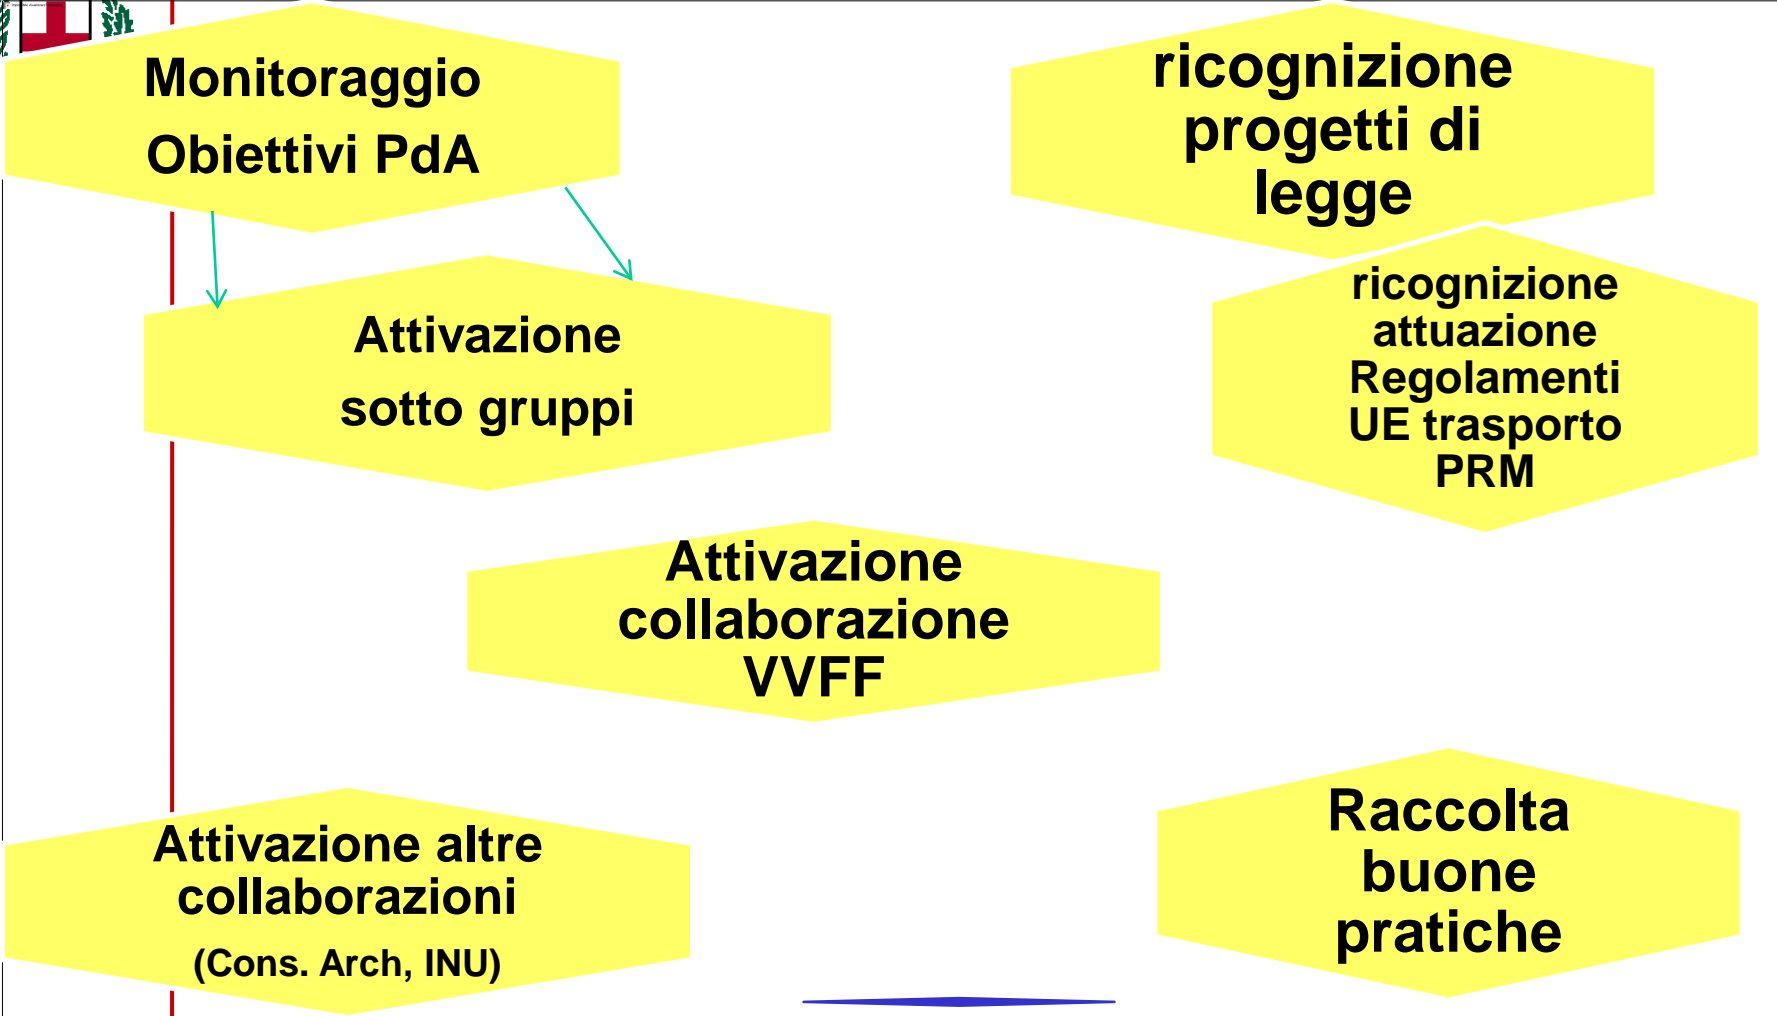 Monitoraggio
Obiettivi PdA
ricognizione
progetti di
legge
Attivazione
sotto gruppi
ricognizione
attuazione
Regolamenti
UE trasporto
PRM
Attivazione
collaborazione
VVFF
Attivazione altre
collaborazioni
(Cons. Arch, INU)
Raccolta
buone
pratiche